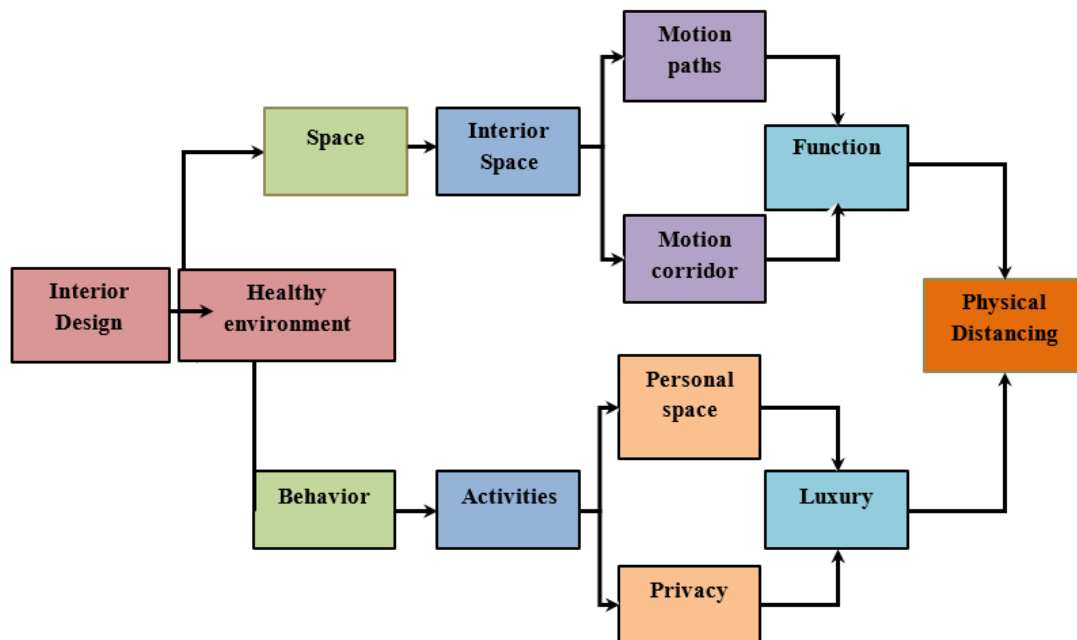 Motion
paths
Space
Interior
Space
Function
Motion
corridor
Interior
Design
Healthy
environment
Physical
Distancing
Personal
space
Behavior
Activities
Luxury
Privacy